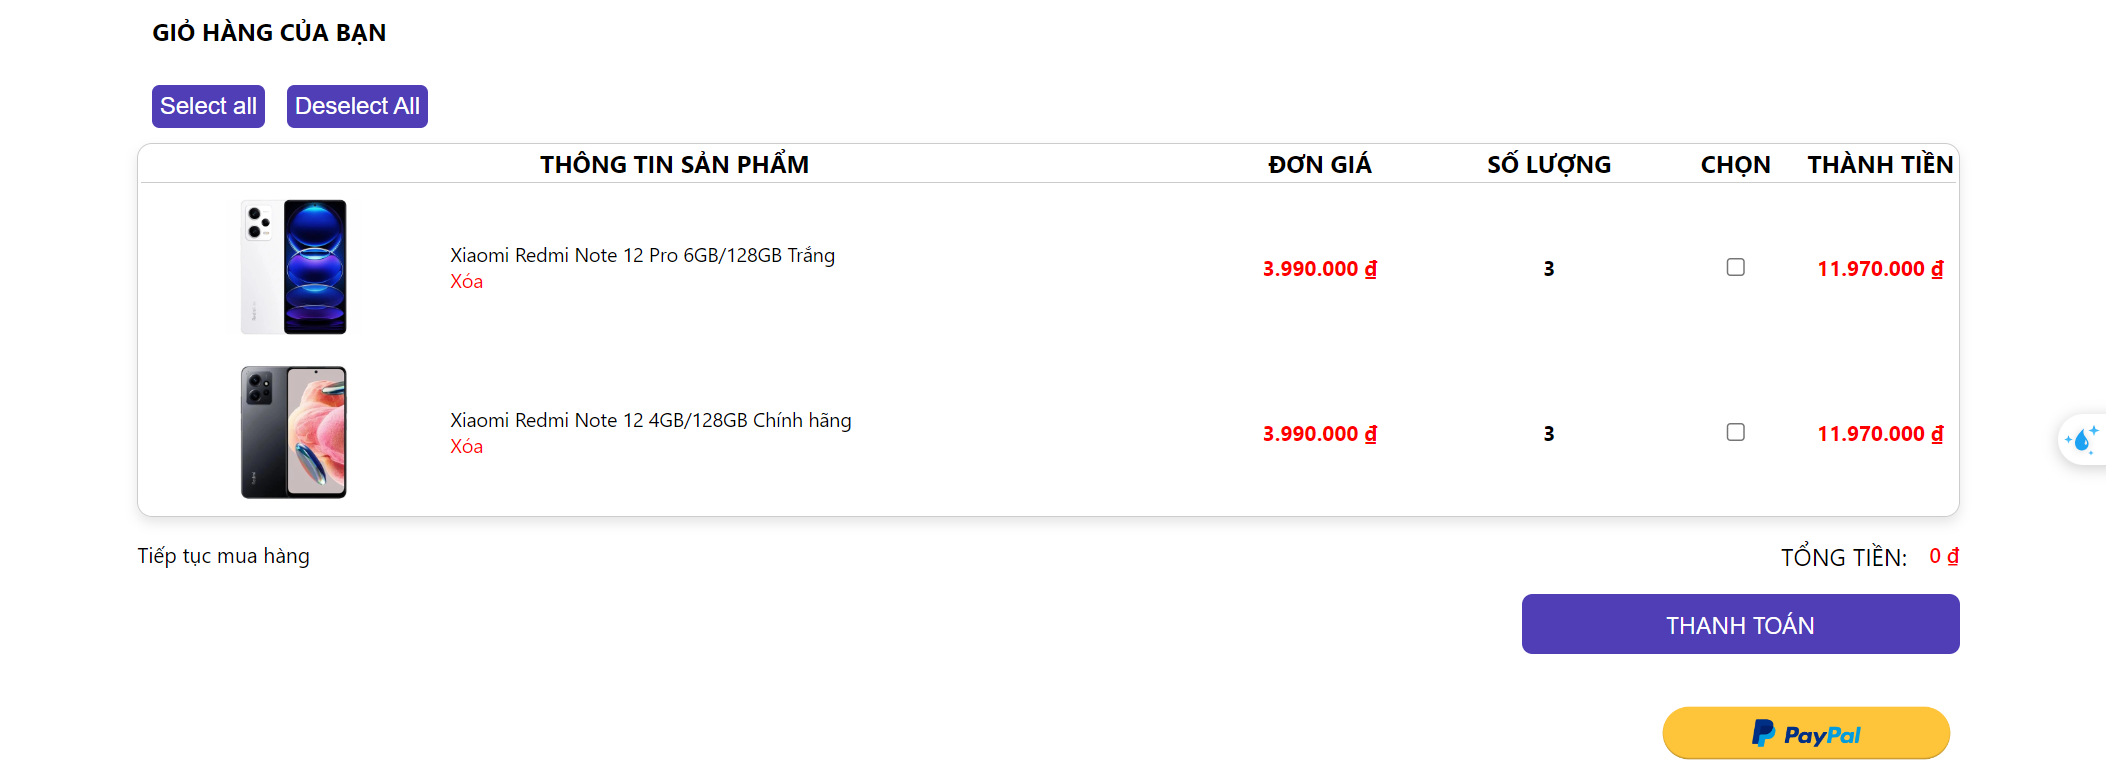 GIỎ HÀNG CỦA BẠN
Select all Deselect All
THÔNG TIN SẢN PHẨM ĐƠN GIÁ SỐ LƯỢNG CHỌN THÀNH TIỀN
Xiaomi Redmi Note 12 Pro 6GB/128GB Trắng
Xóa
3.990.000 ₫ 3 11.970.000 ₫
Xiaomi Redmi Note 12 4GB/128GB Chính hãng
Xóa
3.990.000 ₫ 3 11.970.000 ₫
Tiếp tục mua hàng TỔNG TIỀN: 0 ₫
THANH TOÁN
PayPal